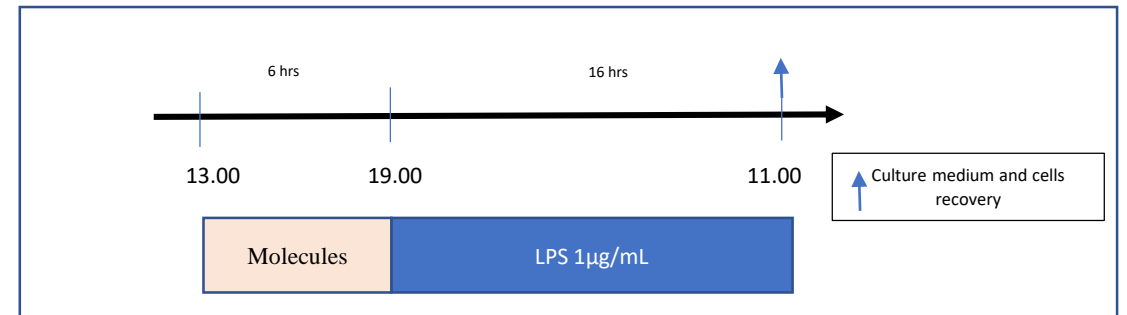 6 hrs
16 hrs
13.00
19.00
11.00
Culture medium and cells
recovery
Molecules
LPS 1µg/mL